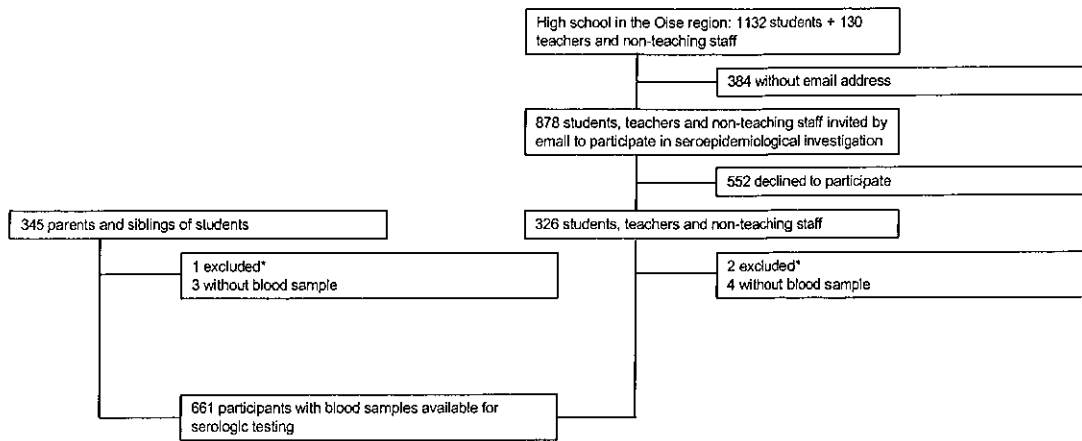 High school in the Oise region: 1132 students + 130
teachers and non-teaching staff
384 without email address
878 students, teachers and non-teaching staff invited by
email to participate in seroepidemiological investigation
552 declined to participate
345 parents and siblings of students
326 students, teachers and non-teaching staff
1 excluded*
3 without blood sample
2 excluded*
4 without blood sample
661 participants with blood samples available for
serologic testing